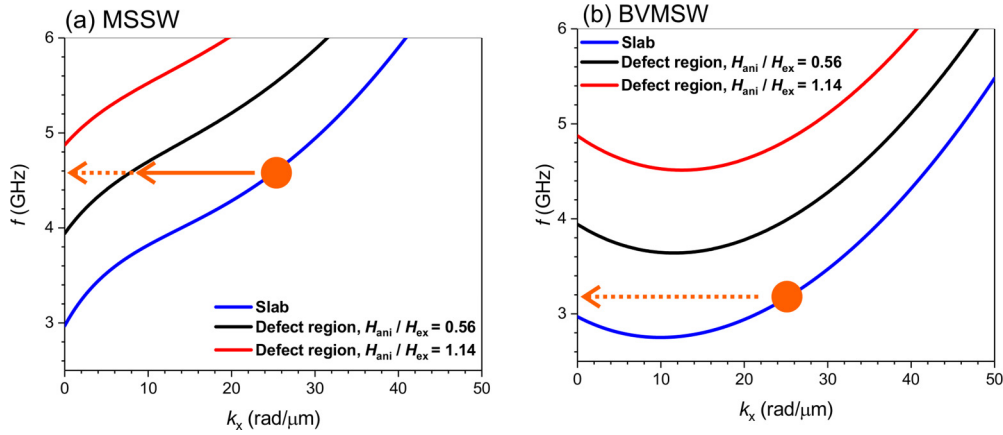 (a) MSSW
6
5
4
3
f (GHz)
Slab
Defect region, Hani / Hex = 0.56
Defect region, Hani / Hex = 1.14
0 10 20 30 40 50
kx (rad/μm)
(b) BVMSW
6
5
4
3
f (GHz)
Slab
Defect region, Hani / Hex = 0.56
Defect region, Hani / Hex = 1.14
0 10 20 30 40 50
kx (rad/μm)